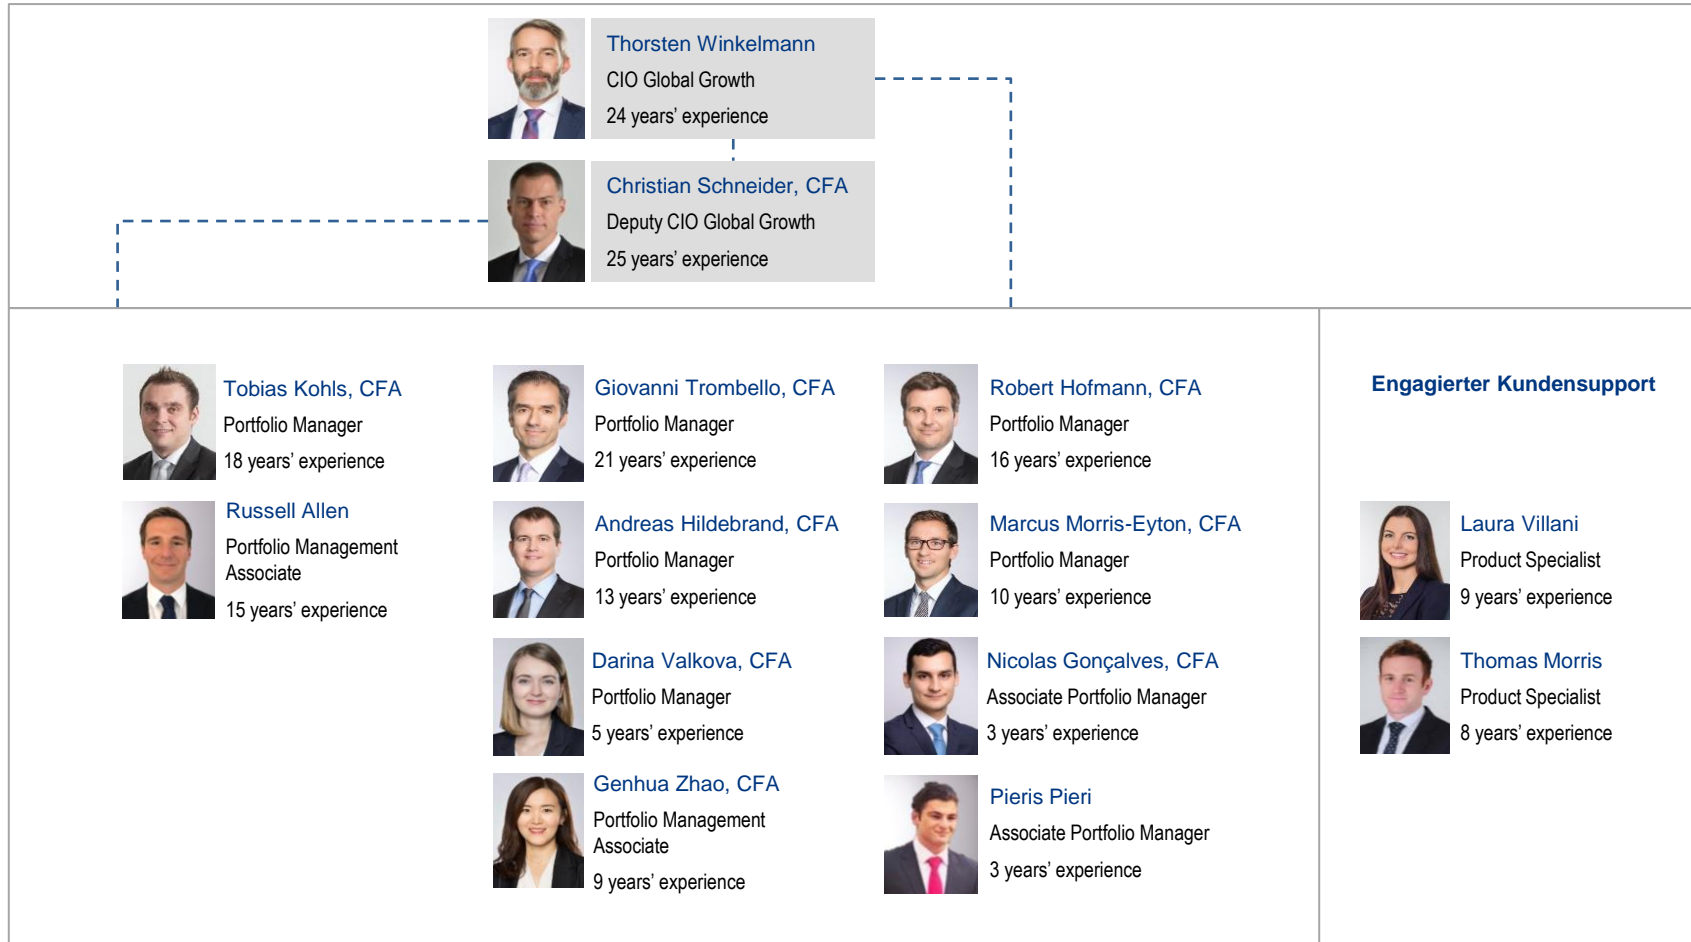 Thorsten Winkelmann
CIO Global Growth
24 years’ experience
Christian Schneider, CFA
Deputy CIO Global Growth
25 years’ experience
Tobias Kohls, CFA
Portfolio Manager
18 years’ experience
Russell Allen
Portfolio Management
Associate
15 years’ experience
Giovanni Trombello, CFA
Portfolio Manager
21 years’ experience
Andreas Hildebrand, CFA
Portfolio Manager
13 years’ experience
Darina Valkova, CFA
Portfolio Manager
5 years’ experience
Genhua Zhao, CFA
Portfolio Management
Associate
9 years’ experience
Robert Hofmann, CFA
Portfolio Manager
16 years’ experience
Marcus Morris-Eyton, CFA
Portfolio Manager
10 years’ experience
Nicolas Gonçalves, CFA
Associate Portfolio Manager
3 years’ experience
Pieris Pieri
Associate Portfolio Manager
3 years’ experience
Engagierter Kundensupport
Laura Villani
Product Specialist
9 years’ experience
Thomas Morris
Product Specialist
8 years’ experience